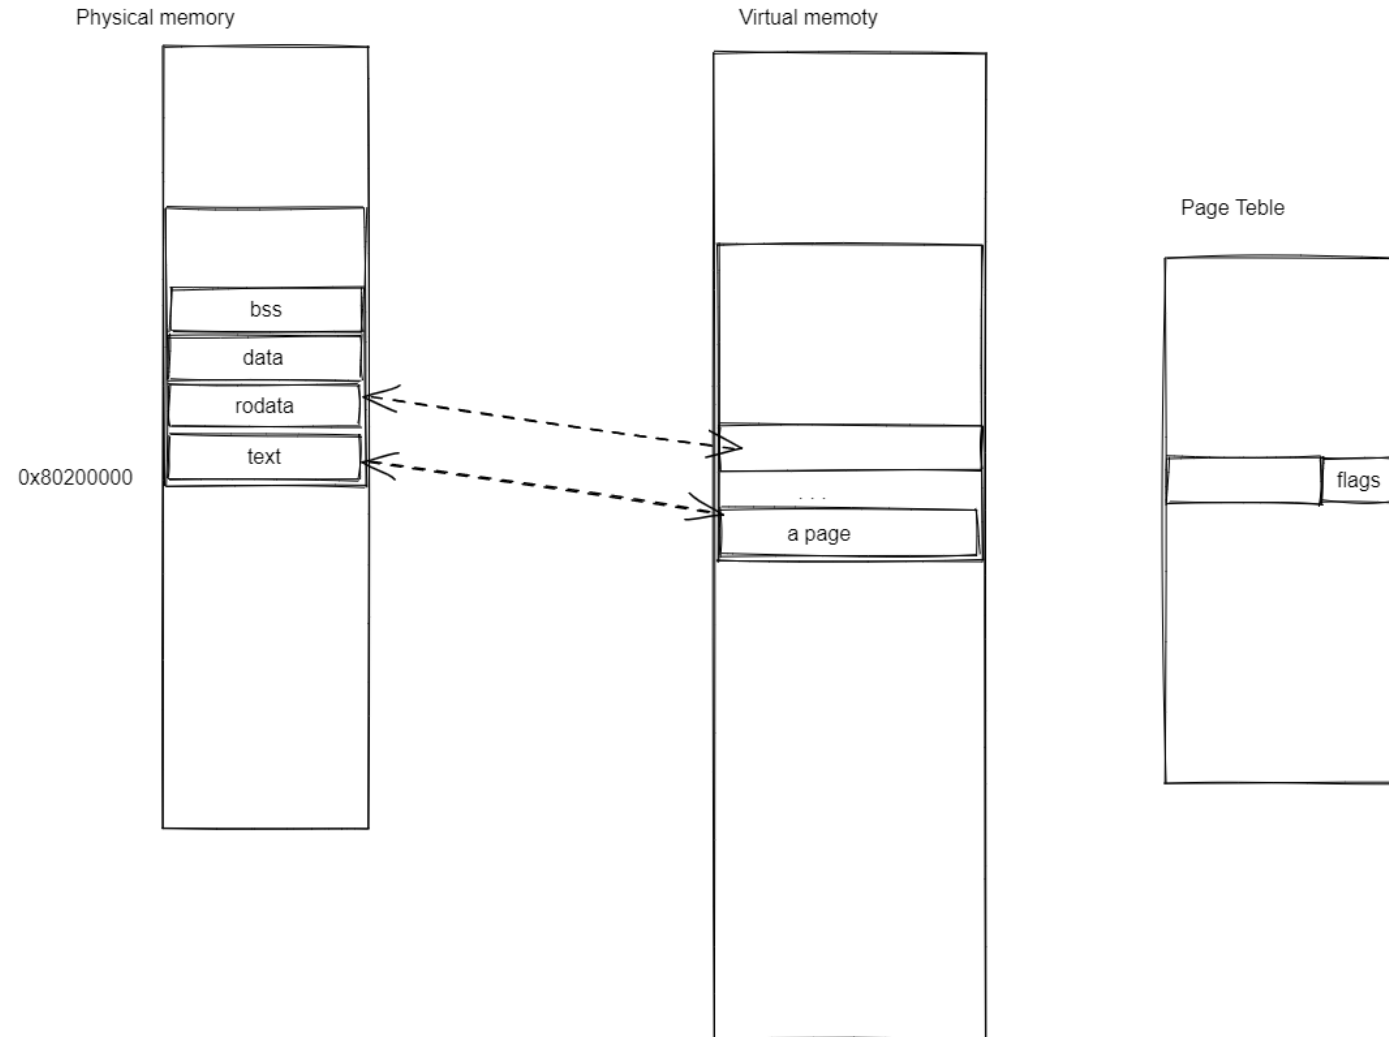 Physical memory
Virtual memoty
Page Teble
bss
data
rodata
text
0x80200000
. . .
a page
flags